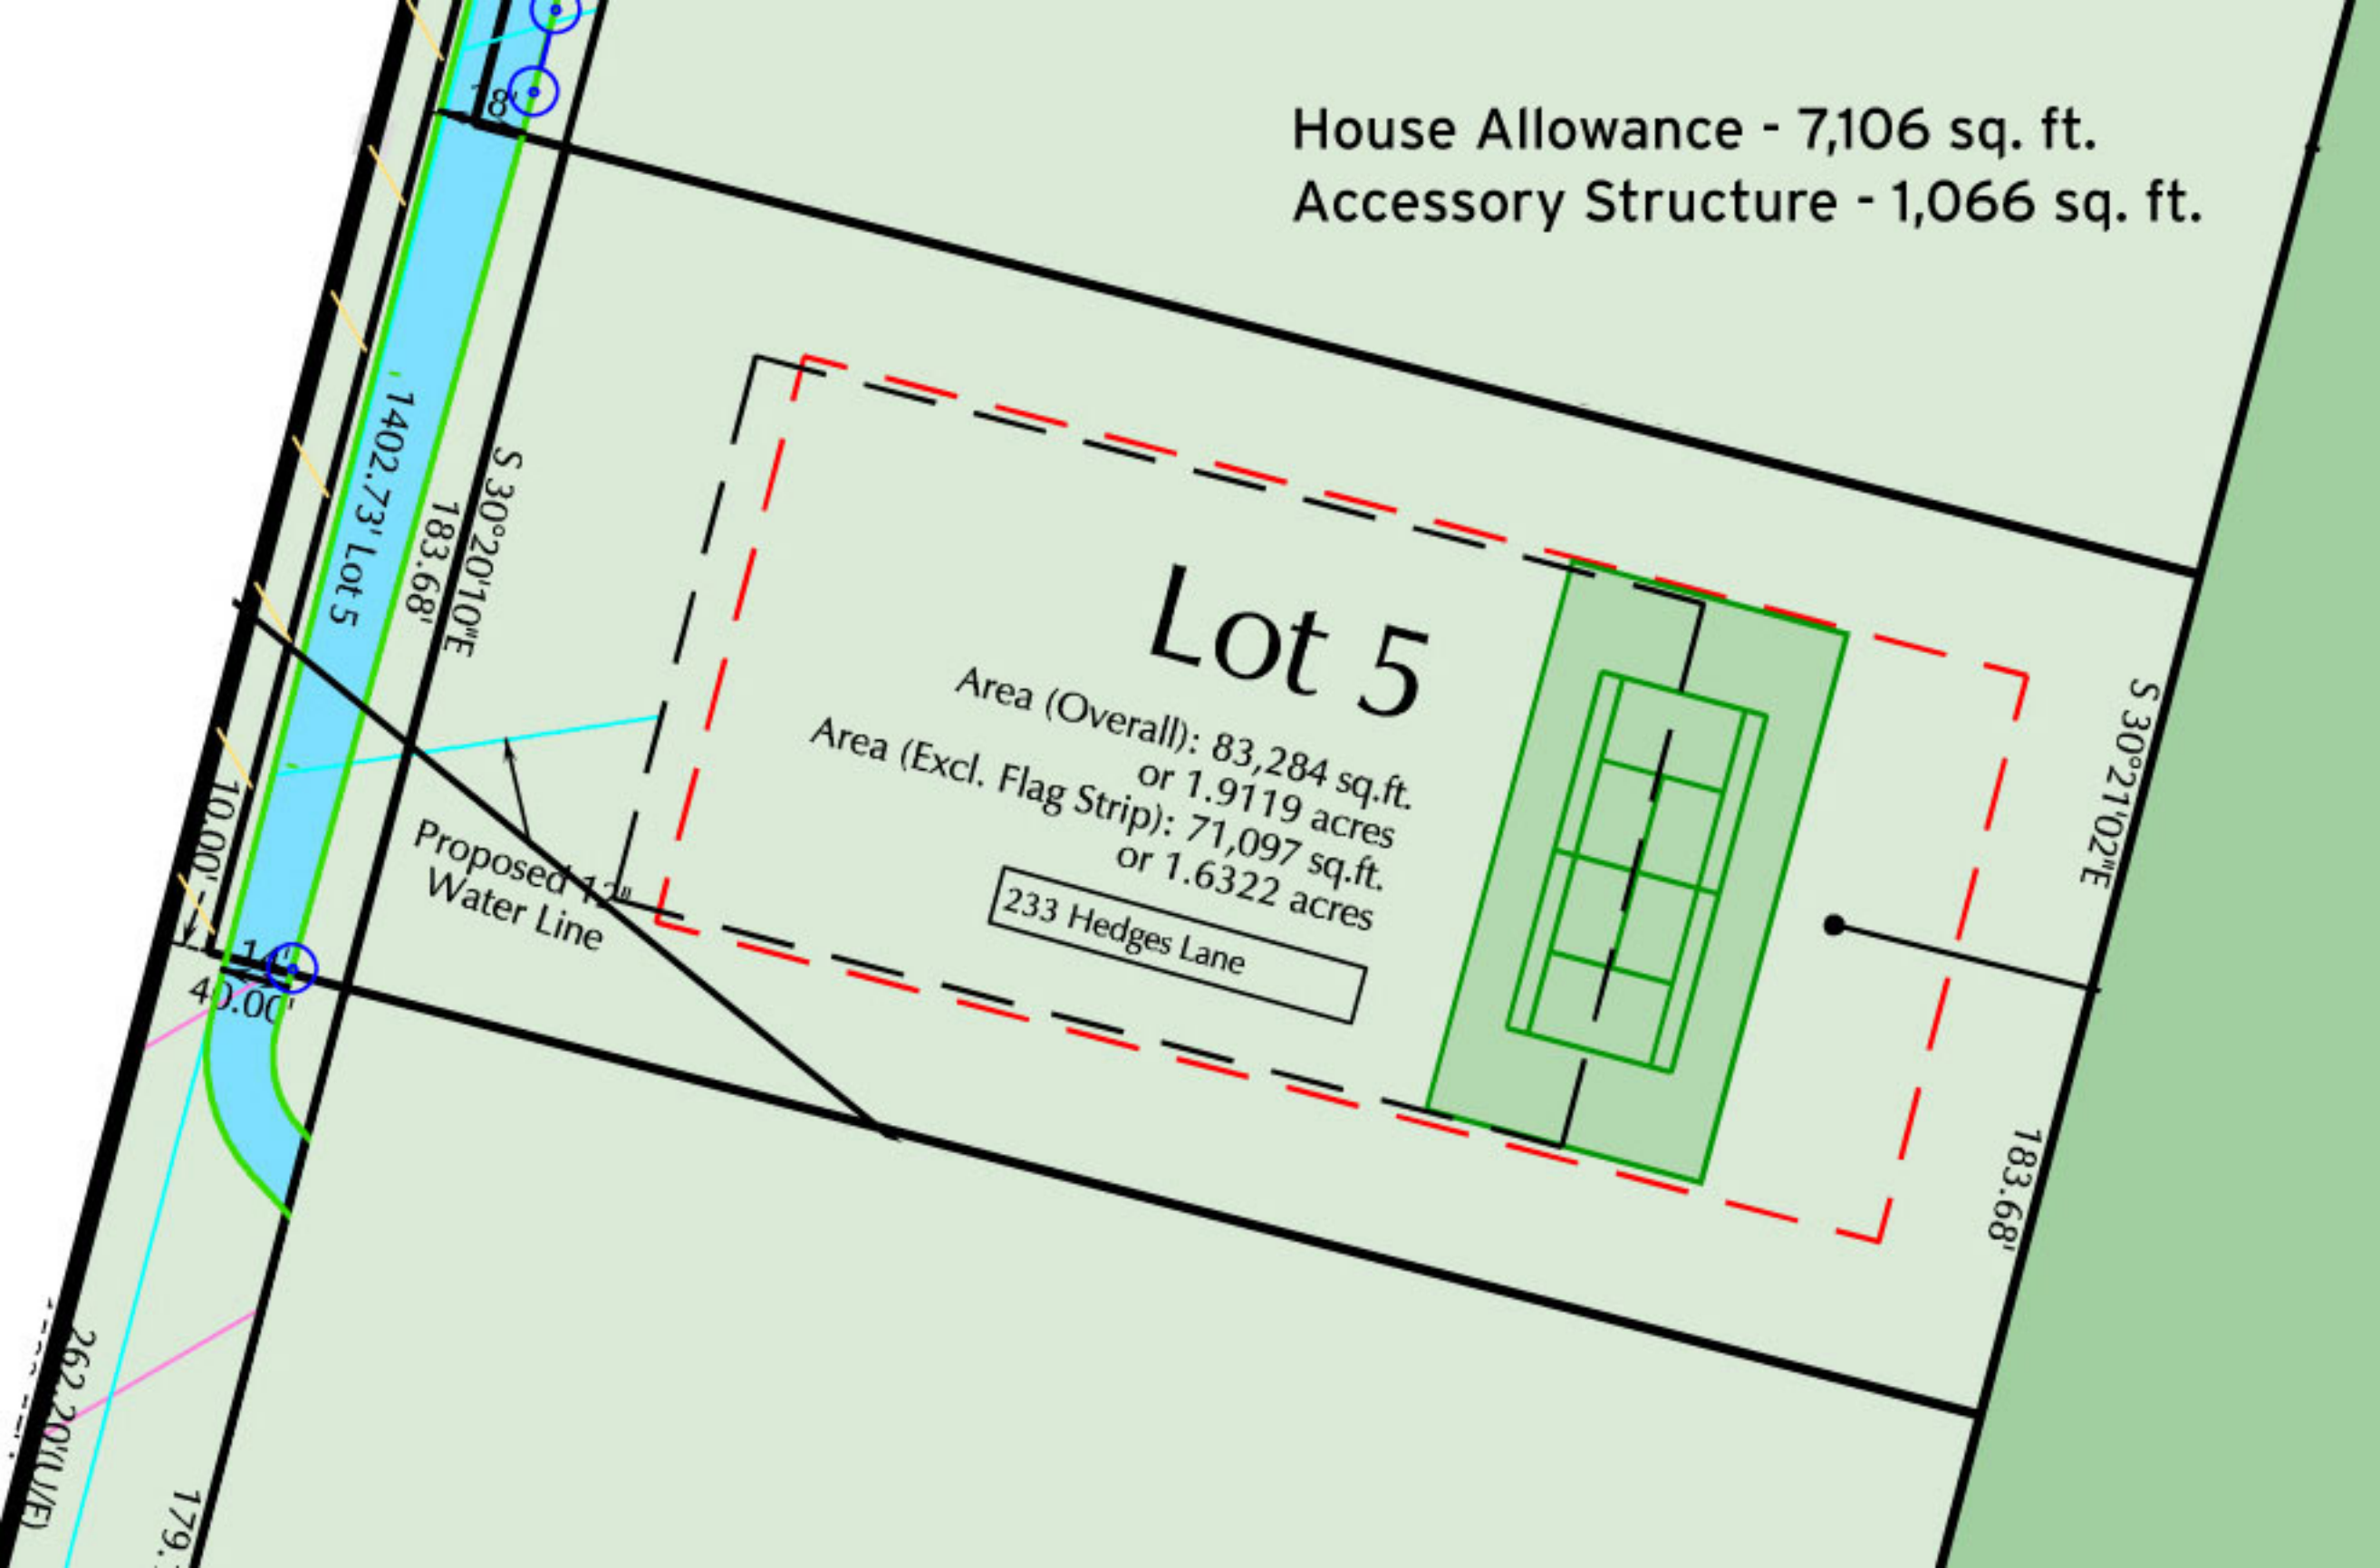 18'
House Allowance - 7,106 sq. ft.
Accessory Structure - 1,066 sq. ft.
1402.73' Lot 5
S 30°20'10"E
183.68'
Lot 5
Area (Overall): 83,284 sq.ft.
or 1.9119 acres
Area (Excl. Flag Strip): 71,097 sq.ft.
or 1.6322 acres
233 Hedges Lane
S 30°21'02"E
183.68'
10.00'
Proposed 12"
Water Line
40.00'
262.20'(U/F)
179.